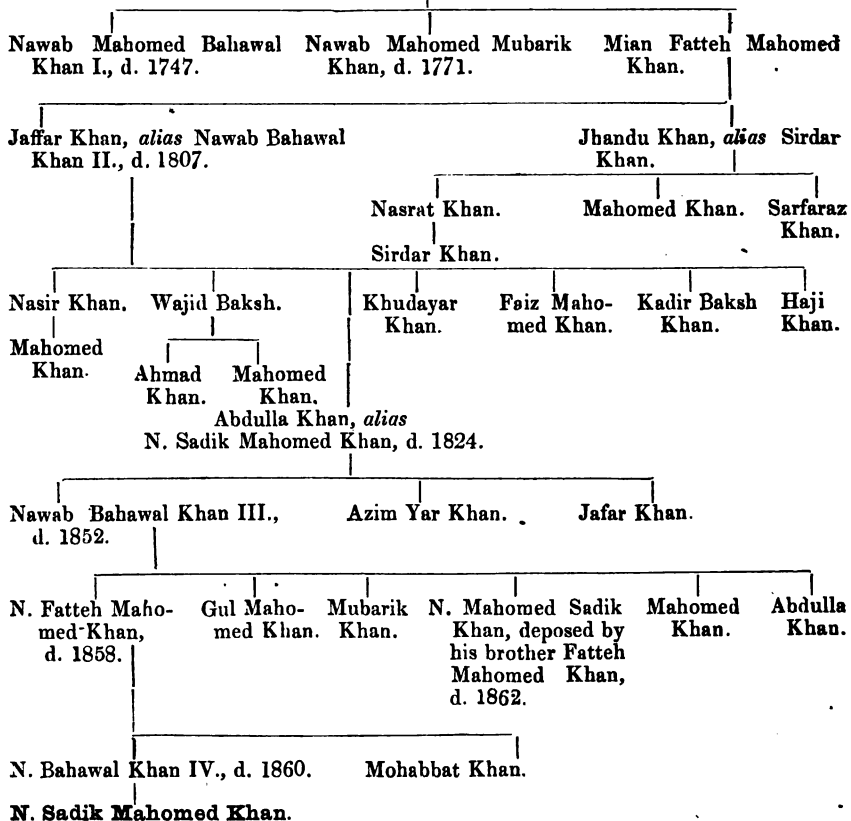 Nawab Mahomed Bahawal Khan I., d. 1747.
Nawab Mahomed Mubarik Khan, d. 1771.
Mian Fatteh Mahomed Khan.
Jaffar Khan, alias Nawab Bahawal
Khan II., d. 1807.
Jhandu Khan, alias Sirdar
Khan.
Nasrat Khan.
Mahomed Khan.
Sarfaraz
Khan.
Sirdar Khan.
Nasir Khan.
Wajid Baksh.
Khudayar
Khan.
Faiz Maho-
med Khan.
Kadir Baksh
Khan.
Haji
Khan.
Mahomed
Khan.
Ahmad
Khan.
Mahomed
Khan.
Abdulla Khan, alias
N. Sadik Mahomed Khan, d. 1824.
Nawab Bahawal Khan III.,
d. 1852.
Azim Yar Khan.
Jafar Khan.
N. Fatteh Maho-
med Khan,
d. 1858.
Gul Maho-
med Khan.
Mubarik
Khan.
N. Mahomed Sadik
Khan, deposed by
his brother Fatteh
Mahomed Khan,
d. 1862.
Mahomed
Khan.
Abdulla
Khan.
N. Bahawal Khan IV., d. 1860.
Mohabbat Khan.
N. Sadik Mahomed Khan.